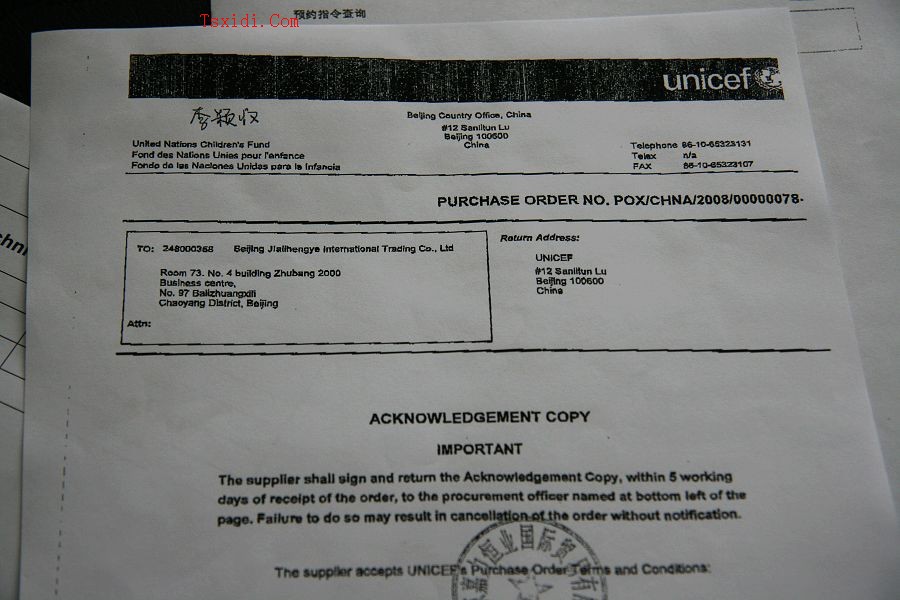 Tsxidi.Com
预约指令查询
unicef
李颖收
Beijing Country Office, China
#12 Sanlitun Lu
Beijing 100600
China
United Nations Children's Fund
Fond des Nations Unies pour l'enfance
Fondo de las Naciones Unidas para la Infancia
Telephone 86-10-65323131
Telex n/a
FAX 86-10-65323107
PURCHASE ORDER NO. POX/CHNA/2008/00000078-
TO: 248000368 Beijing Jialihengye International Trading Co., Ltd
Room 73. No. 4 building Zhubang 2000
Business centre,
No. 97 Balizhuangxili
Chaoyang District, Beijing
Attn:
Return Address:
UNICEF
#12 Sanlitun Lu
Beijing 100600
China
ACKNOWLEDGEMENT COPY
IMPORTANT
The supplier shall sign and return the Acknowledgement Copy, within 5 working
days of receipt of the order, to the procurement officer named at bottom left of the
page. Failure to do so may result in cancellation of the order without notification.
恒业国际贸
The supplier accepts UNICEF's Purchase Order Terms and Conditions: